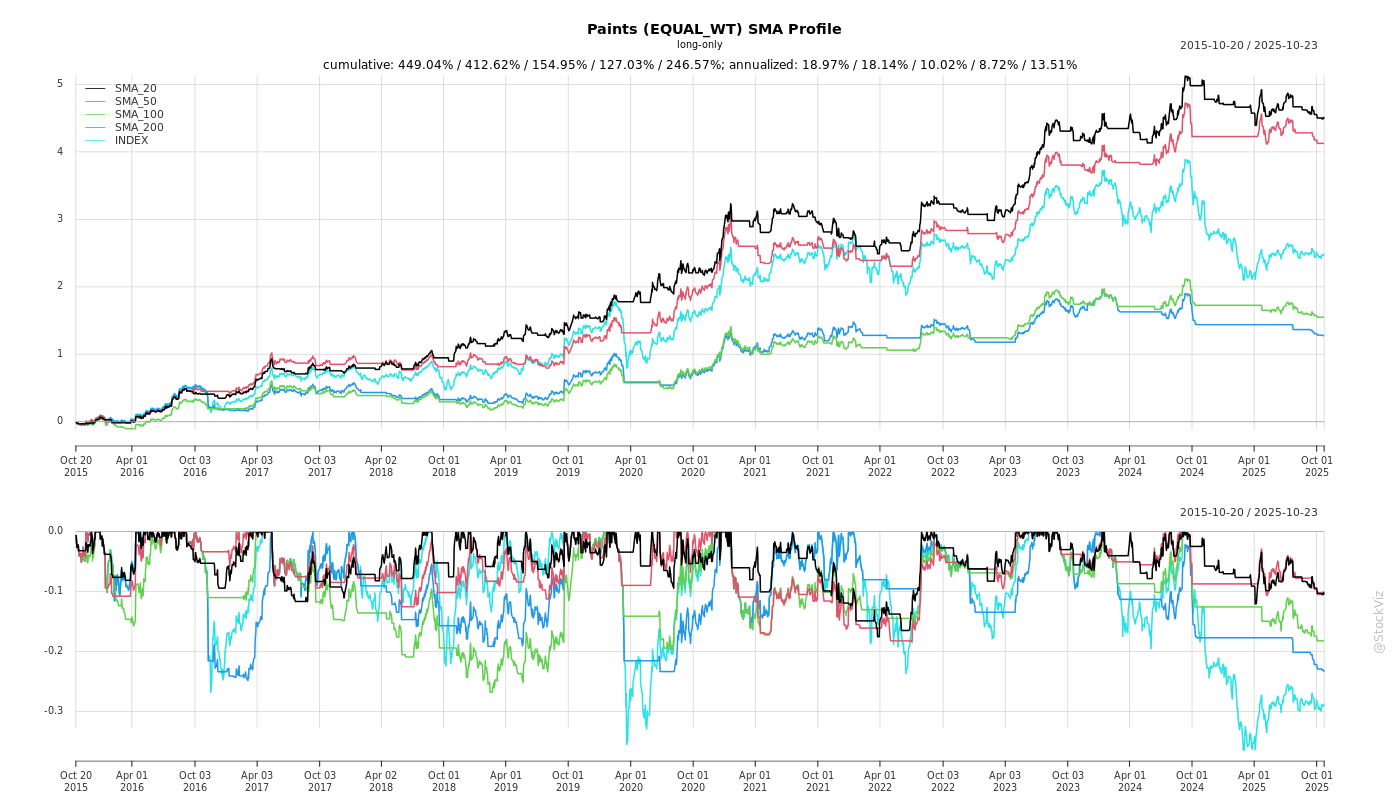 Paints (EQUAL_WT) SMA Profile
long-only
2015-10-20 / 2025-10-23
cumulative: 449.04% / 412.62% / 154.95% / 127.03% / 246.57%; annualized: 18.97% / 18.14% / 10.02% / 8.72% / 13.51%
SMA_20
SMA_50
SMA_100
SMA_200
INDEX
5
4
3
2
1
0
Oct 20 Apr 01 Oct 03 Apr 03 Oct 03 Apr 02 Oct 01 Apr 01 Oct 01 Apr 01 Oct 01 Apr 01 Oct 01 Apr 01 Oct 03 Apr 03 Oct 03 Apr 01 Oct 01 Apr 01 Oct 01
2015 2016 2016 2017 2017 2018 2018 2019 2019 2020 2020 2021 2021 2022 2022 2023 2023 2024 2024 2025 2025
2015-10-20 / 2025-10-23
0.0
-0.1
-0.2
-0.3
Oct 20 Apr 01 Oct 03 Apr 03 Oct 03 Apr 02 Oct 01 Apr 01 Oct 01 Apr 01 Oct 01 Apr 01 Oct 01 Apr 01 Oct 03 Apr 03 Oct 03 Apr 01 Oct 01 Apr 01 Oct 01
2015 2016 2016 2017 2017 2018 2018 2019 2019 2020 2020 2021 2021 2022 2022 2023 2023 2024 2024 2025 2025
@StockViz